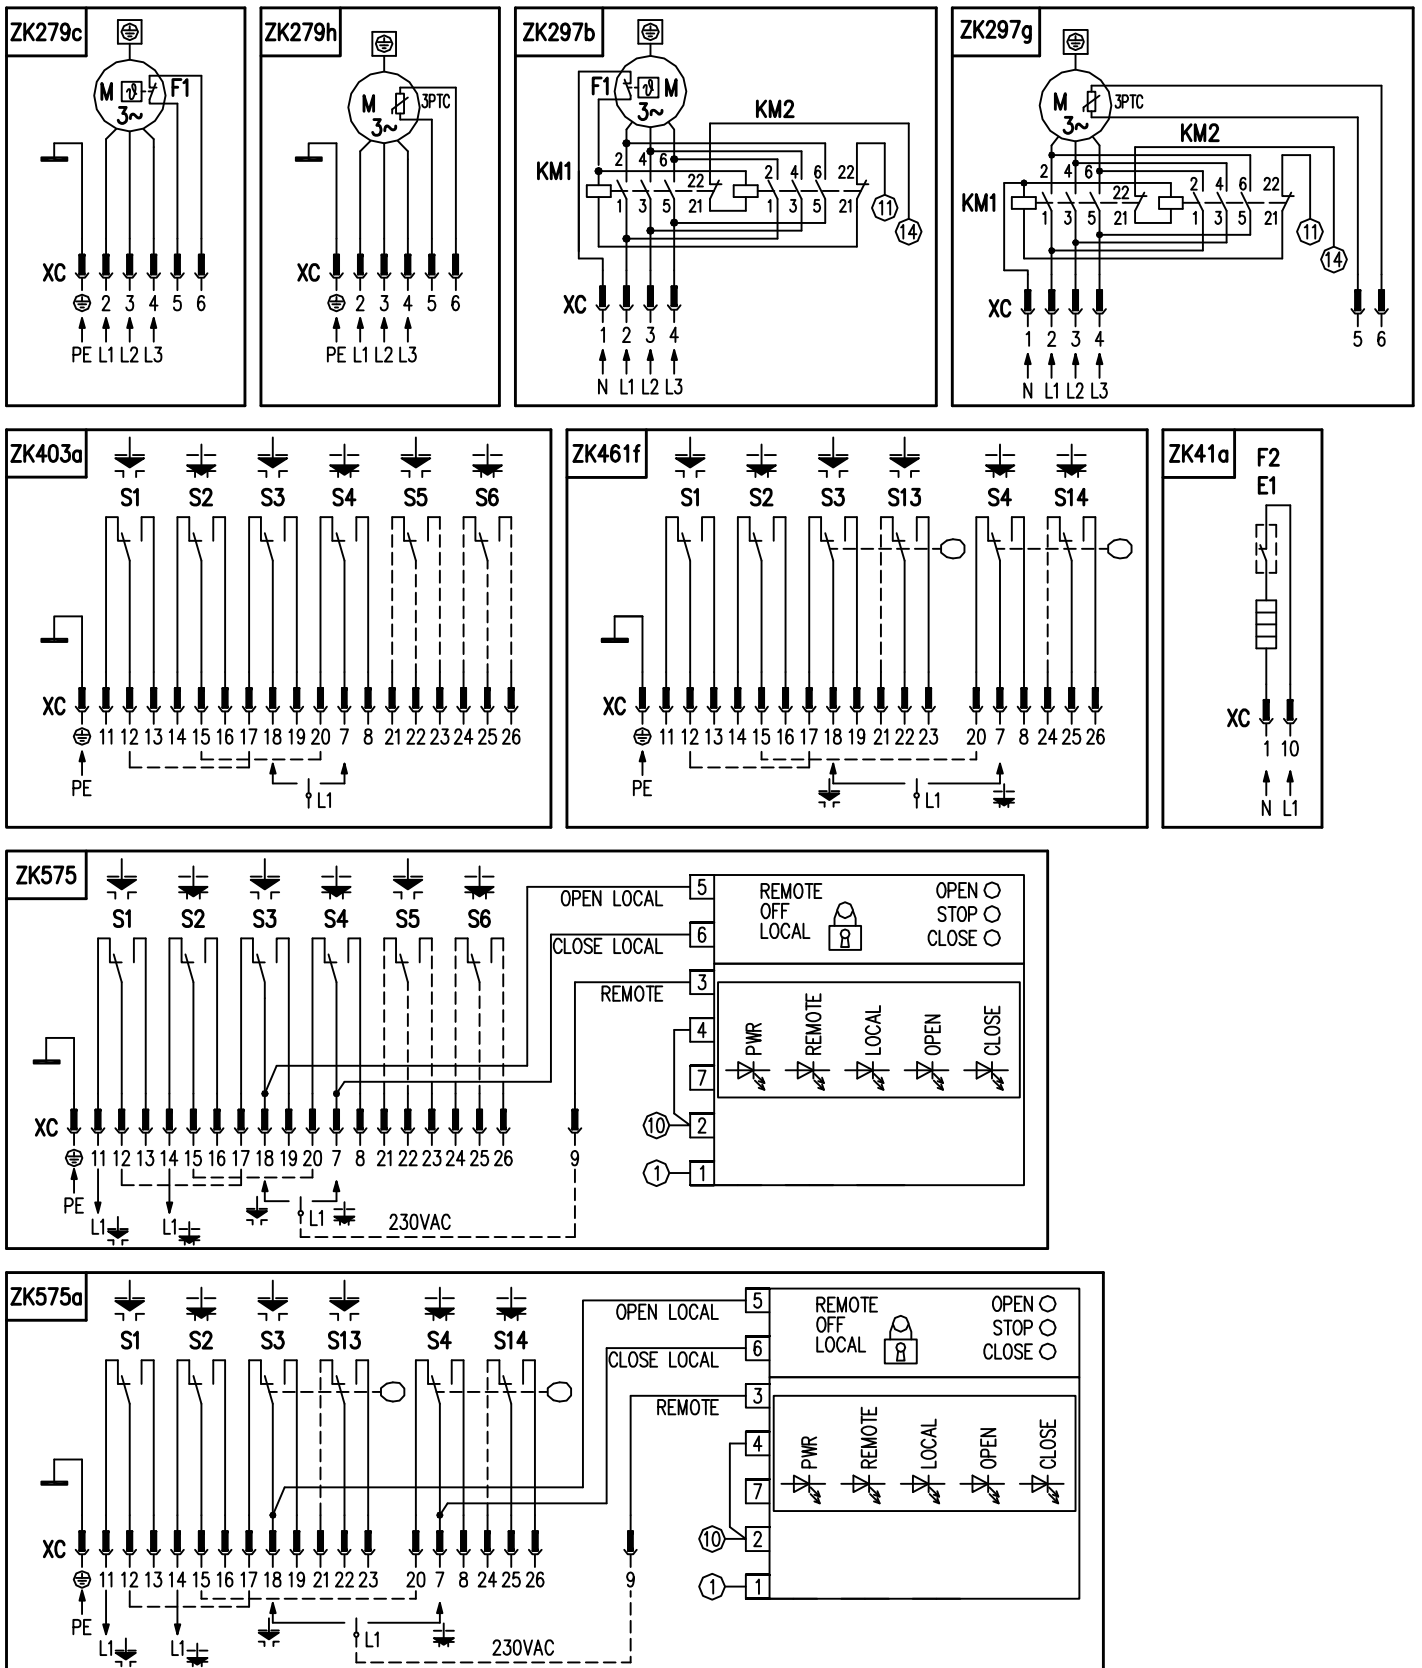 ZK279c
M ϑ F1
3~
XC
2 3 4 5 6
PE L1 L2 L3
ZK279h
M 3PTC
3~
XC
2 3 4 5 6
PE L1 L2 L3
ZK297b
F1 ϑ M
3~
KM2
2 4 6 22 2 4 6 22
KM1
1 3 5 21 1 3 5 21 11
14
XC
1 2 3 4
N L1 L2 L3
ZK297g
M 3PTC
3~
KM2
2 4 6 22 2 4 6 22
KM1
1 3 5 21 1 3 5 21 11
14
XC
1 2 3 4 5 6
N L1 L2 L3
ZK403a
S1 S2 S3 S4 S5 S6
XC
11 12 13 14 15 16 17 18 19 20 7 8 21 22 23 24 25 26
PE L1
ZK461f
S1 S2 S3 S13 S4 S14
XC
11 12 13 14 15 16 17 18 19 21 22 23 20 7 8 24 25 26
PE L1
ZK41a
F2
E1
XC
1 10
N L1
ZK575
S1 S2 S3 S4 S5 S6
XC
11 12 13 14 15 16 17 18 19 20 7 8 21 22 23 24 25 26 9
PE
L1 L1 L1 230VAC
OPEN LOCAL 5
CLOSE LOCAL 6
REMOTE 3
4
7
10 2
1 1
REMOTE
OFF
LOCAL
OPEN
STOP
CLOSE
PWR
REMOTE
LOCAL
OPEN
CLOSE
ZK575a
S1 S2 S3 S13 S4 S14
XC
11 12 13 14 15 16 17 18 19 21 22 23 20 7 8 24 25 26 9
PE
L1 L1 L1 230VAC
OPEN LOCAL 5
CLOSE LOCAL 6
REMOTE 3
4
7
10 2
1 1
REMOTE
OFF
LOCAL
OPEN
STOP
CLOSE
PWR
REMOTE
LOCAL
OPEN
CLOSE